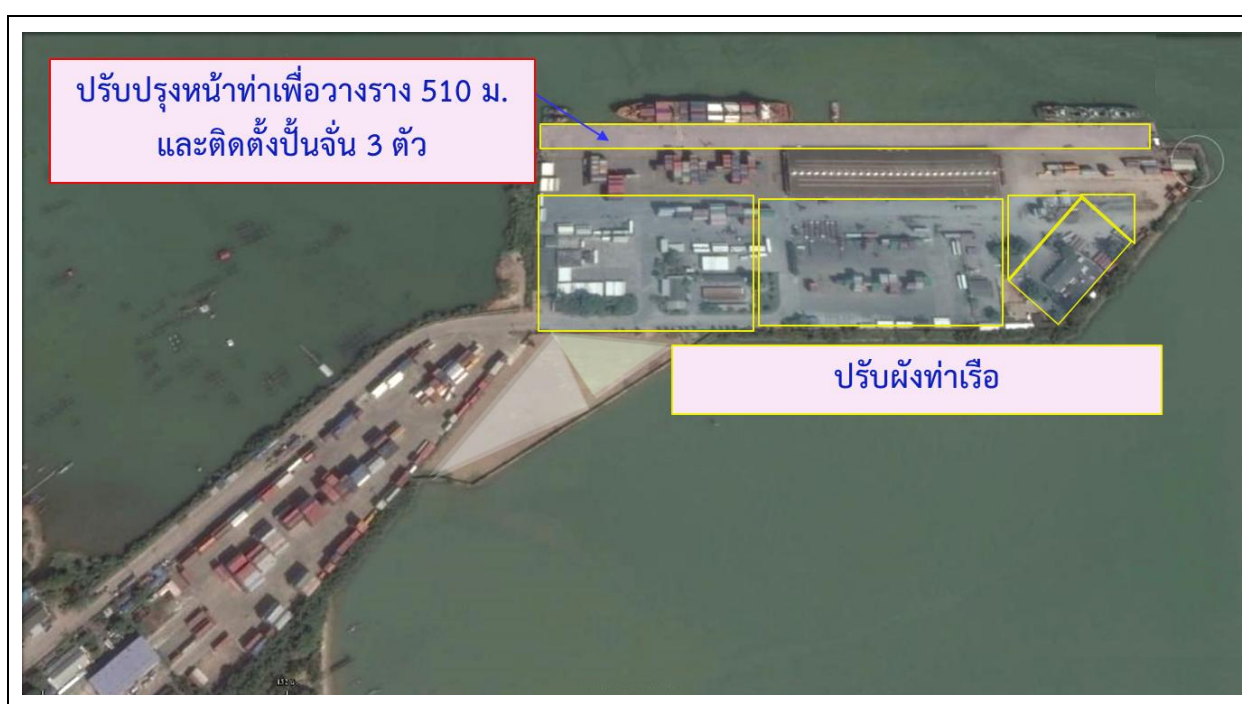 ปรับปรุงหน้าท่าเพื่อวางราง 510 ม.
และติดตั้งปั้นจั่น 3 ตัว
ปรับผังท่าเรือ